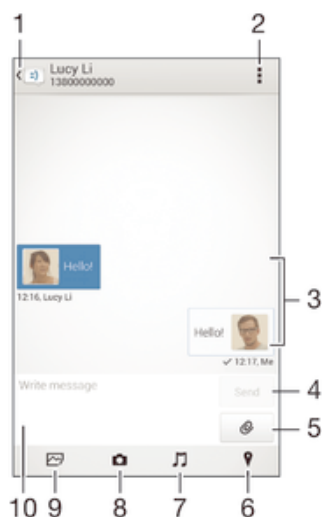 1 2
:) Lucy Li
13800000000
Hello!
12:16, Lucy Li
Hello!
12:17, Me
3
Write message
Send
4
5
10 9 8 7 6